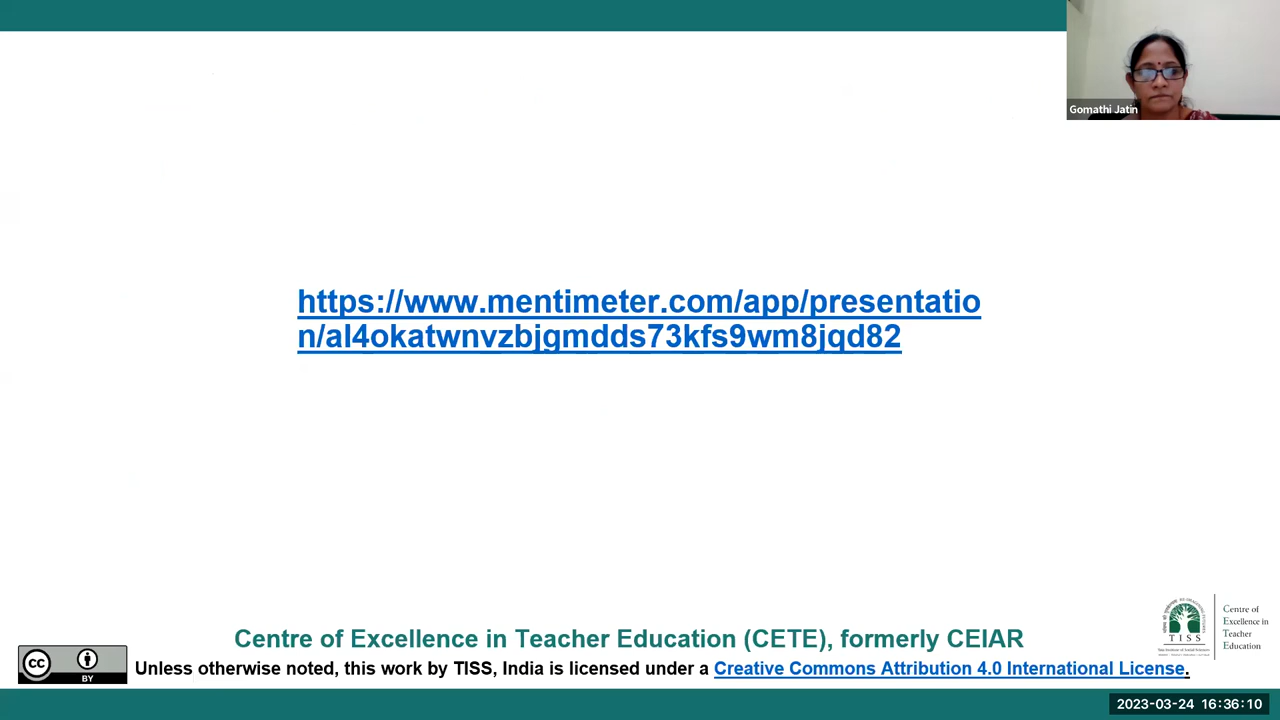 Gomathi Jatin
https://www.mentimeter.com/app/presentatio
n/al4okatwnvzbjgmdds73kfs9wm8jqd82
Centre of Excellence in Teacher Education (CETE), formerly CEIAR
Unless otherwise noted, this work by TISS, India is licensed under a Creative Commons Attribution 4.0 International License.
CC
BY
TISS
Centre of
Excellence in
Teacher
Education
2023-03-24 16:36:10